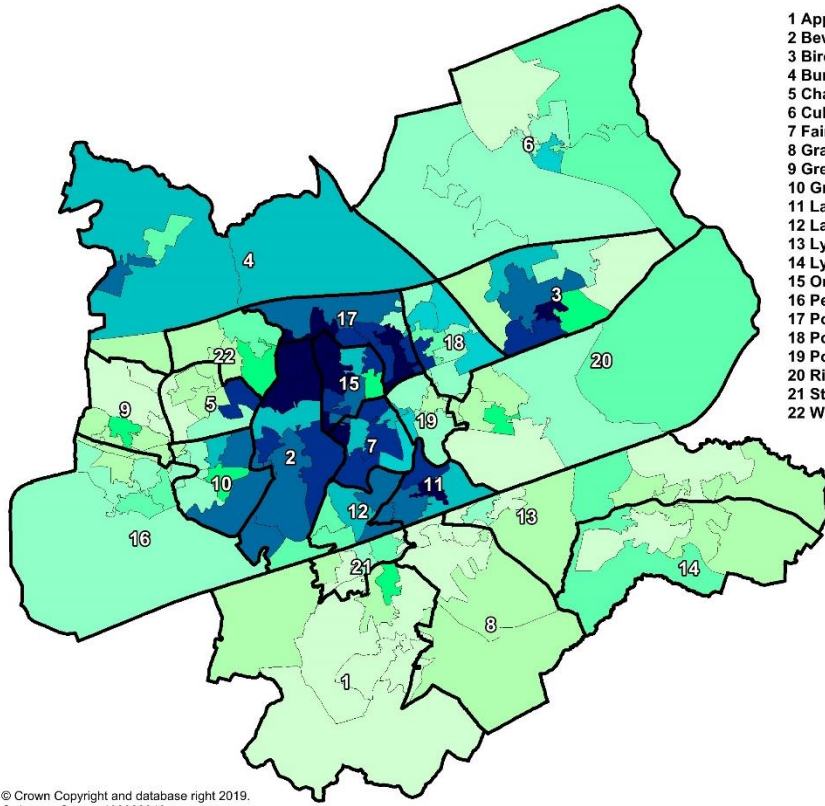 1 App
2 Bev
3 Birc
4 Bur
5 Cha
6 Cul
7 Fair
8 Gra
9 Gre
10 Gr
11 La
12 La
13 Ly
14 Ly
15 Or
16 Pe
17 Po
18 Po
19 Po
20 Ri
21 St
22 W
6
4
3
17
18
22
20
15
5
9
19
7
2
11
10
12
13
16
21
14
8
1
© Crown Copyright and database right 2019.